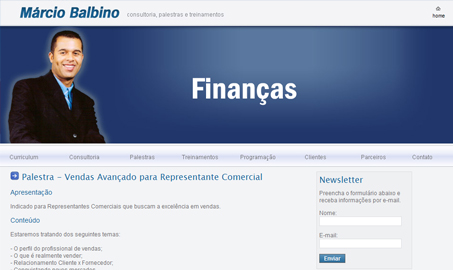 Márcio Balbino consultoria, palestras e treinamentos
home
Finanças
Curriculum Consultoria Palestras Treinamentos Programação Clientes Parceiros Contato
Palestra - Vendas Avançado para Representante Comercial
Apresentação
Indicado para Representantes Comerciais que buscam a excelência em vendas.
Conteúdo
Estaremos tratando dos seguintes temas:
- O perfil do profissional de vendas;
- O que é realmente vender;
- Relacionamento Cliente x Fornecedor;
Newsletter
Preencha o formulário abaixo e
receba informações por e-mail.
Nome:
E-mail:
Enviar